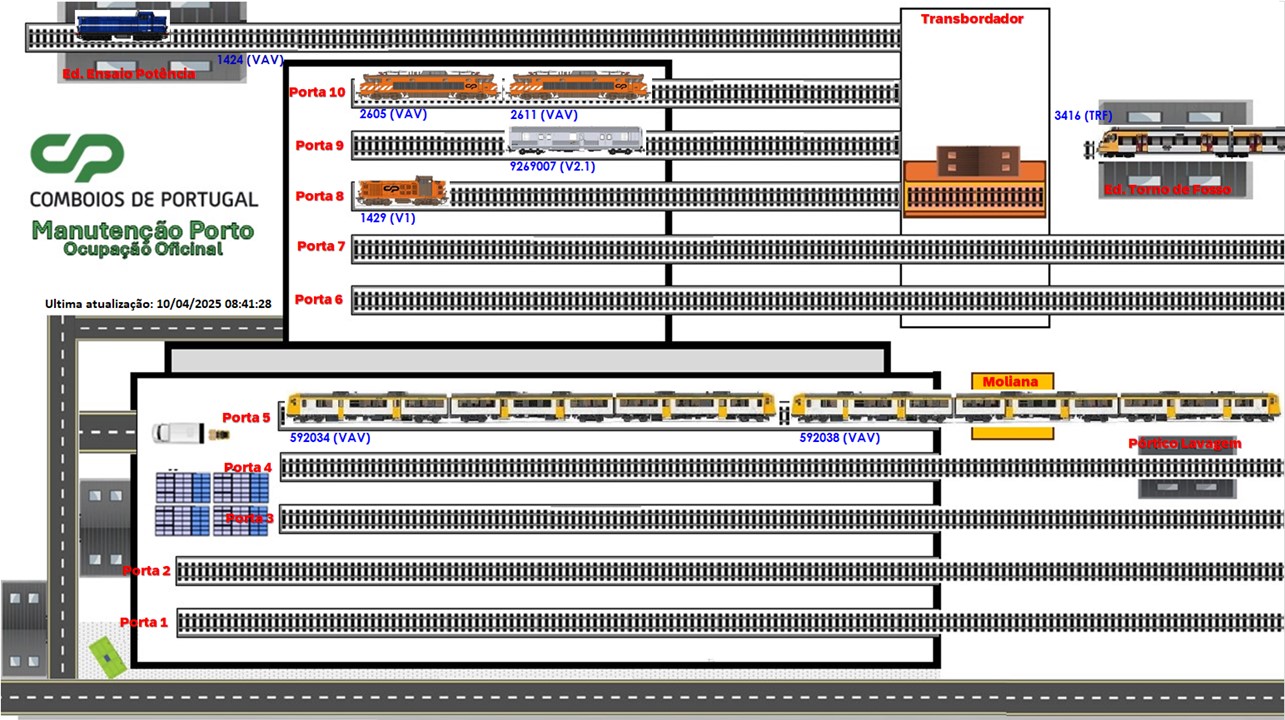 Transbordador
1424 (VAV)
Ed. Ensaio Potência
Porta 10
2605 (VAV)
2611 (VAV)
3416 (TRF)
Porta 9
9269007 (V2.1)
CP
COMBOIOS DE PORTUGAL
Manutenção Porto
Ocupação Oficinal
Porta 8
1429 (V1)
Ed. Torno de Fosso
Porta 7
Porta 6
Ultima atualização: 10/04/2025 08:41:28
Moliana
Porta 5
592034 (VAV)
592038 (VAV)
Pórtico Lavagem
Porta 4
Porta 3
Porta 2
Porta 1